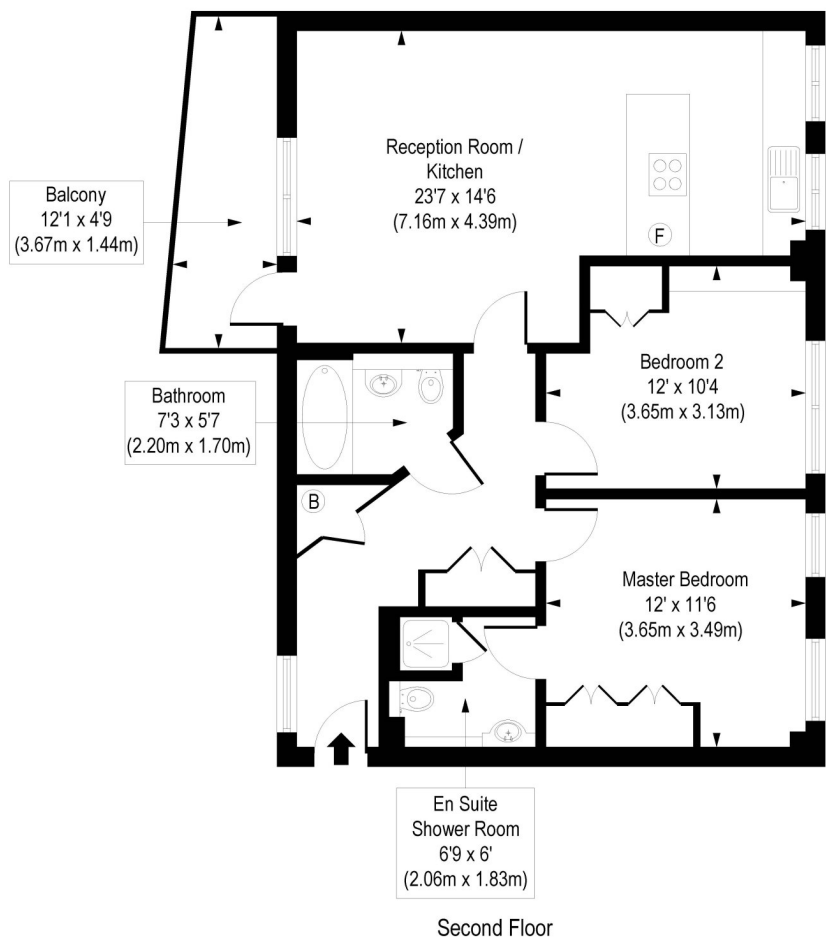 Reception Room /
Kitchen
23'7 x 14'6
(7.16m x 4.39m)
F
Balcony
12'1 x 4'9
(3.67m x 1.44m)
Bedroom 2
12' x 10'4
(3.65m x 3.13m)
Bathroom
7'3 x 5'7
(2.20m x 1.70m)
B
Master Bedroom
12' x 11'6
(3.65m x 3.49m)
En Suite
Shower Room
6'9 x 6'
(2.06m x 1.83m)
Second Floor